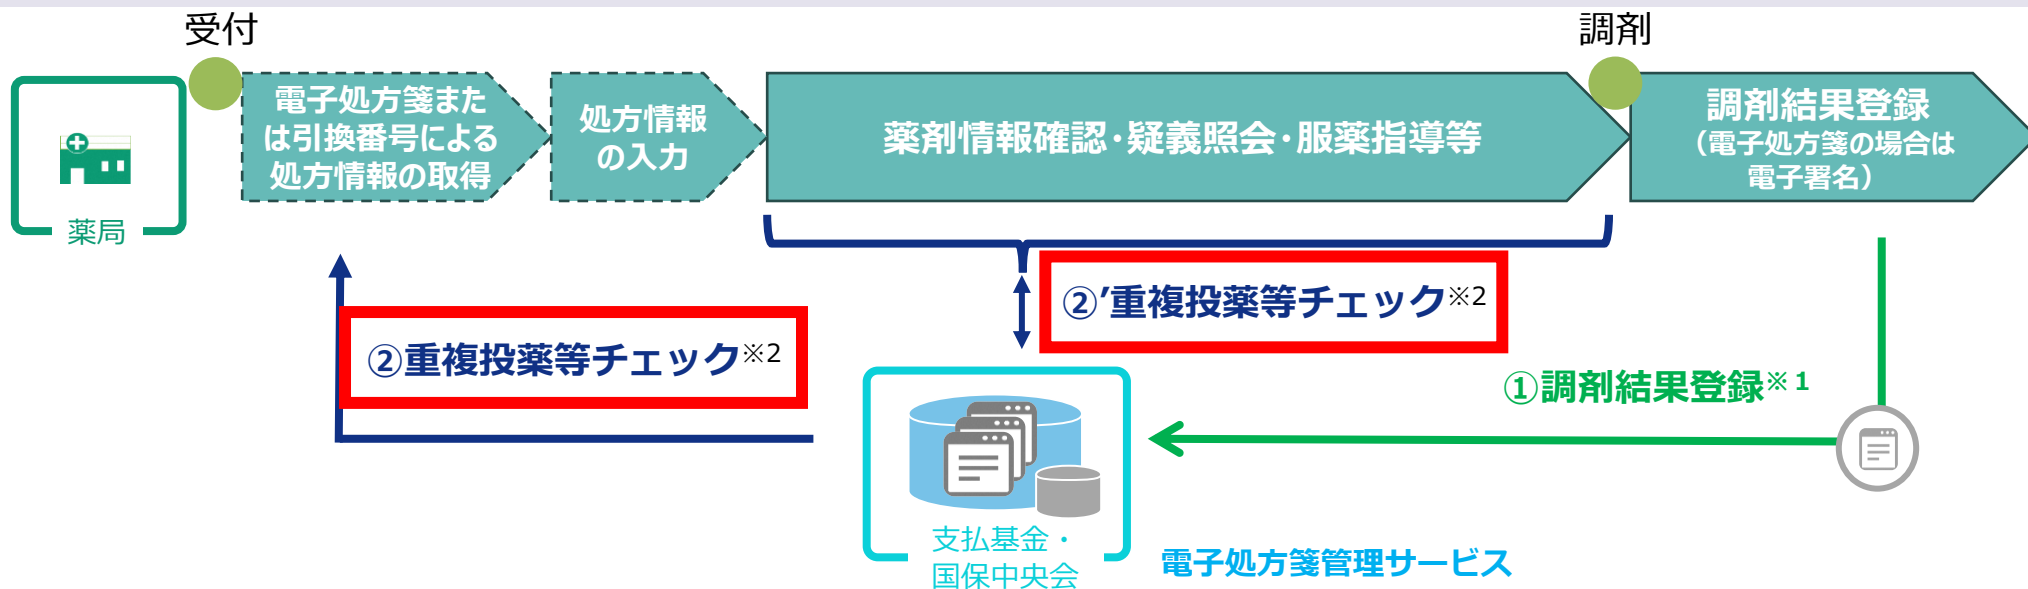 受付
調剤
電子処方箋また
は引換番号による
処方情報の取得
処方情報
の入力
薬剤情報確認・疑義照会・服薬指導等
調剤結果登録
（電子処方箋の場合は
電子署名）
薬局
②’重複投薬等チェック※2
②重複投薬等チェック※2
①調剤結果登録※1
支払基金・
国保中央会
電子処方箋管理サービス